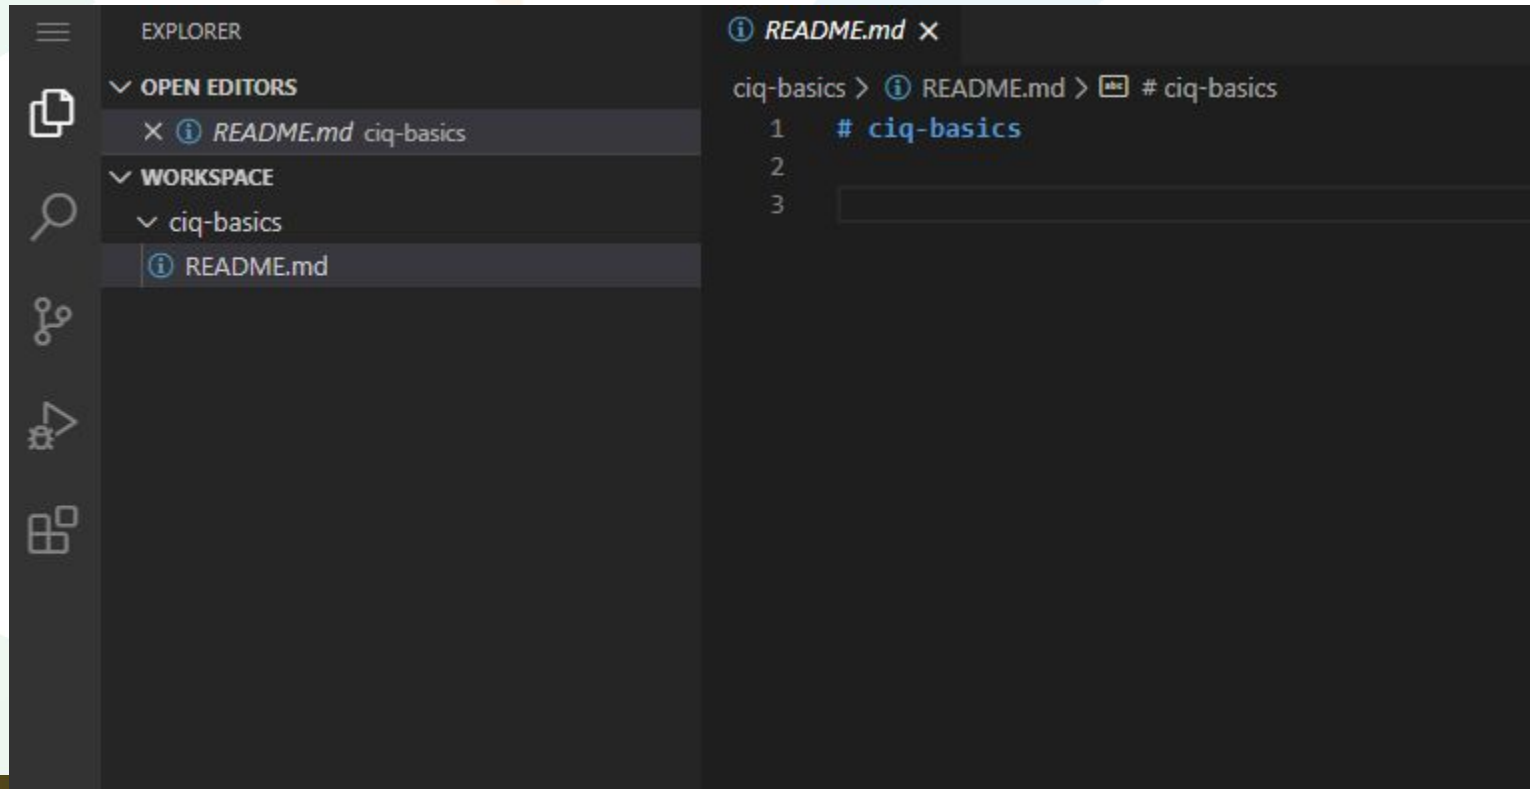 EXPLORER
OPEN EDITORS
README.md ciq-basics
WORKSPACE
ciq-basics
README.md
README.md
ciq-basics > README.md > abc # ciq-basics
1 # ciq-basics
2
3